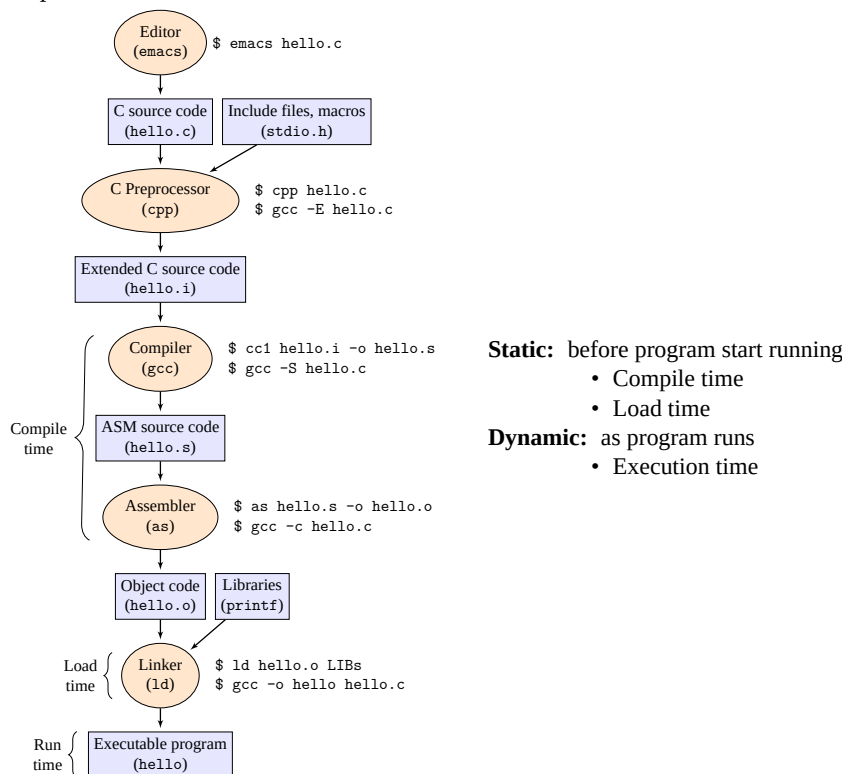 Editor
(emacs)
$ emacs hello.c
C source code
(hello.c)
Include files, macros
(stdio.h)
C Preprocessor
(cpp)
$ cpp hello.c
$ gcc -E hello.c
Extended C source code
(hello.i)
Compile
time
Compiler
(gcc)
$ cc1 hello.i -o hello.s
$ gcc -S hello.c
ASM source code
(hello.s)
Assembler
(as)
$ as hello.s -o hello.o
$ gcc -c hello.c
Object code
(hello.o)
Libraries
(printf)
Load
time
Linker
(ld)
$ ld hello.o LIBs
$ gcc -o hello hello.c
Run
time
Executable program
(hello)
Static: before program start running
• Compile time
• Load time
Dynamic: as program runs
• Execution time